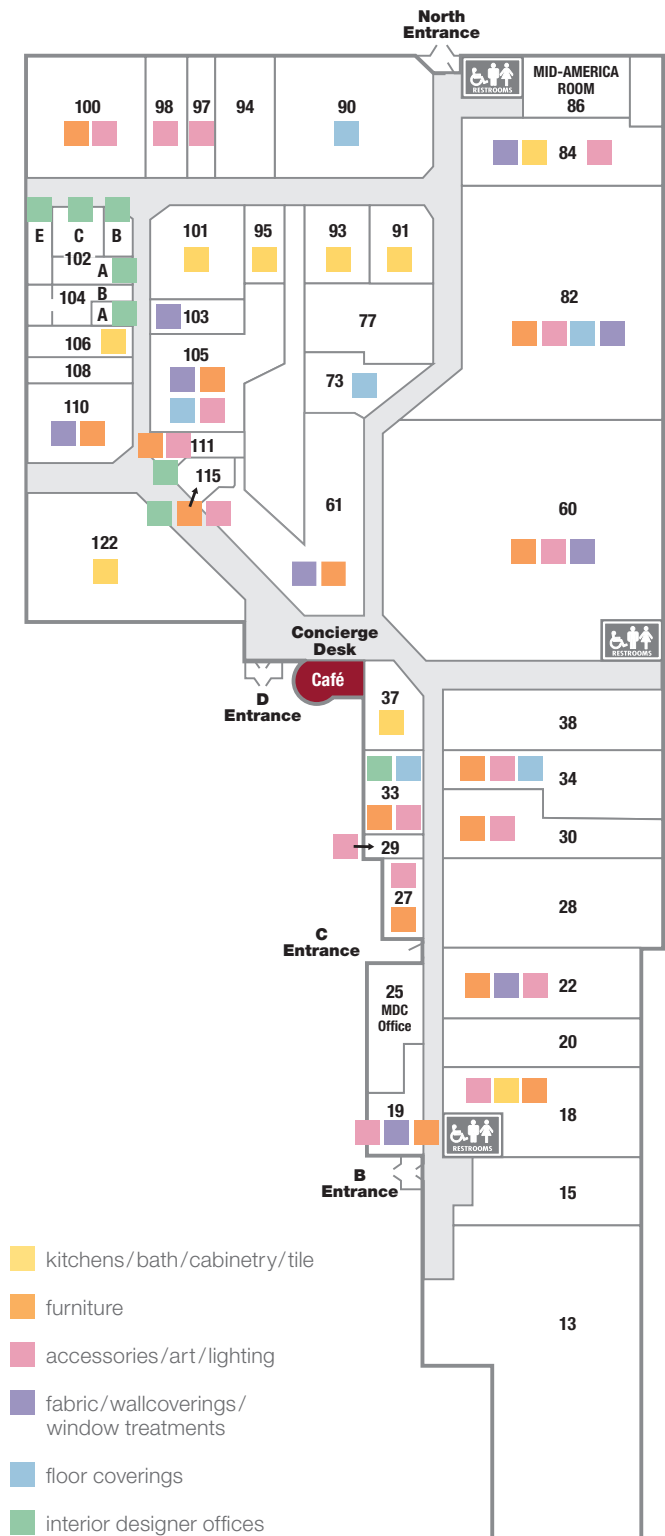 North
Entrance
RESTROOMS
MID-AMERICA
ROOM
86
100
98
97
94
90
84
E
C
B
102
A
101
95
93
91
B
104
A
103
77
82
106
105
73
108
110
111
115
61
60
122
RESTROOMS
Concierge
Desk
Café
D
Entrance
37
38
34
33
30
29
27
28
C
Entrance
25
MDC
Office
22
20
19
18
RESTROOMS
B
Entrance
15
13
kitchens/bath/cabinetry/tile
furniture
accessories/art/lighting
fabric/wallcoverings/
window treatments
floor coverings
interior designer offices